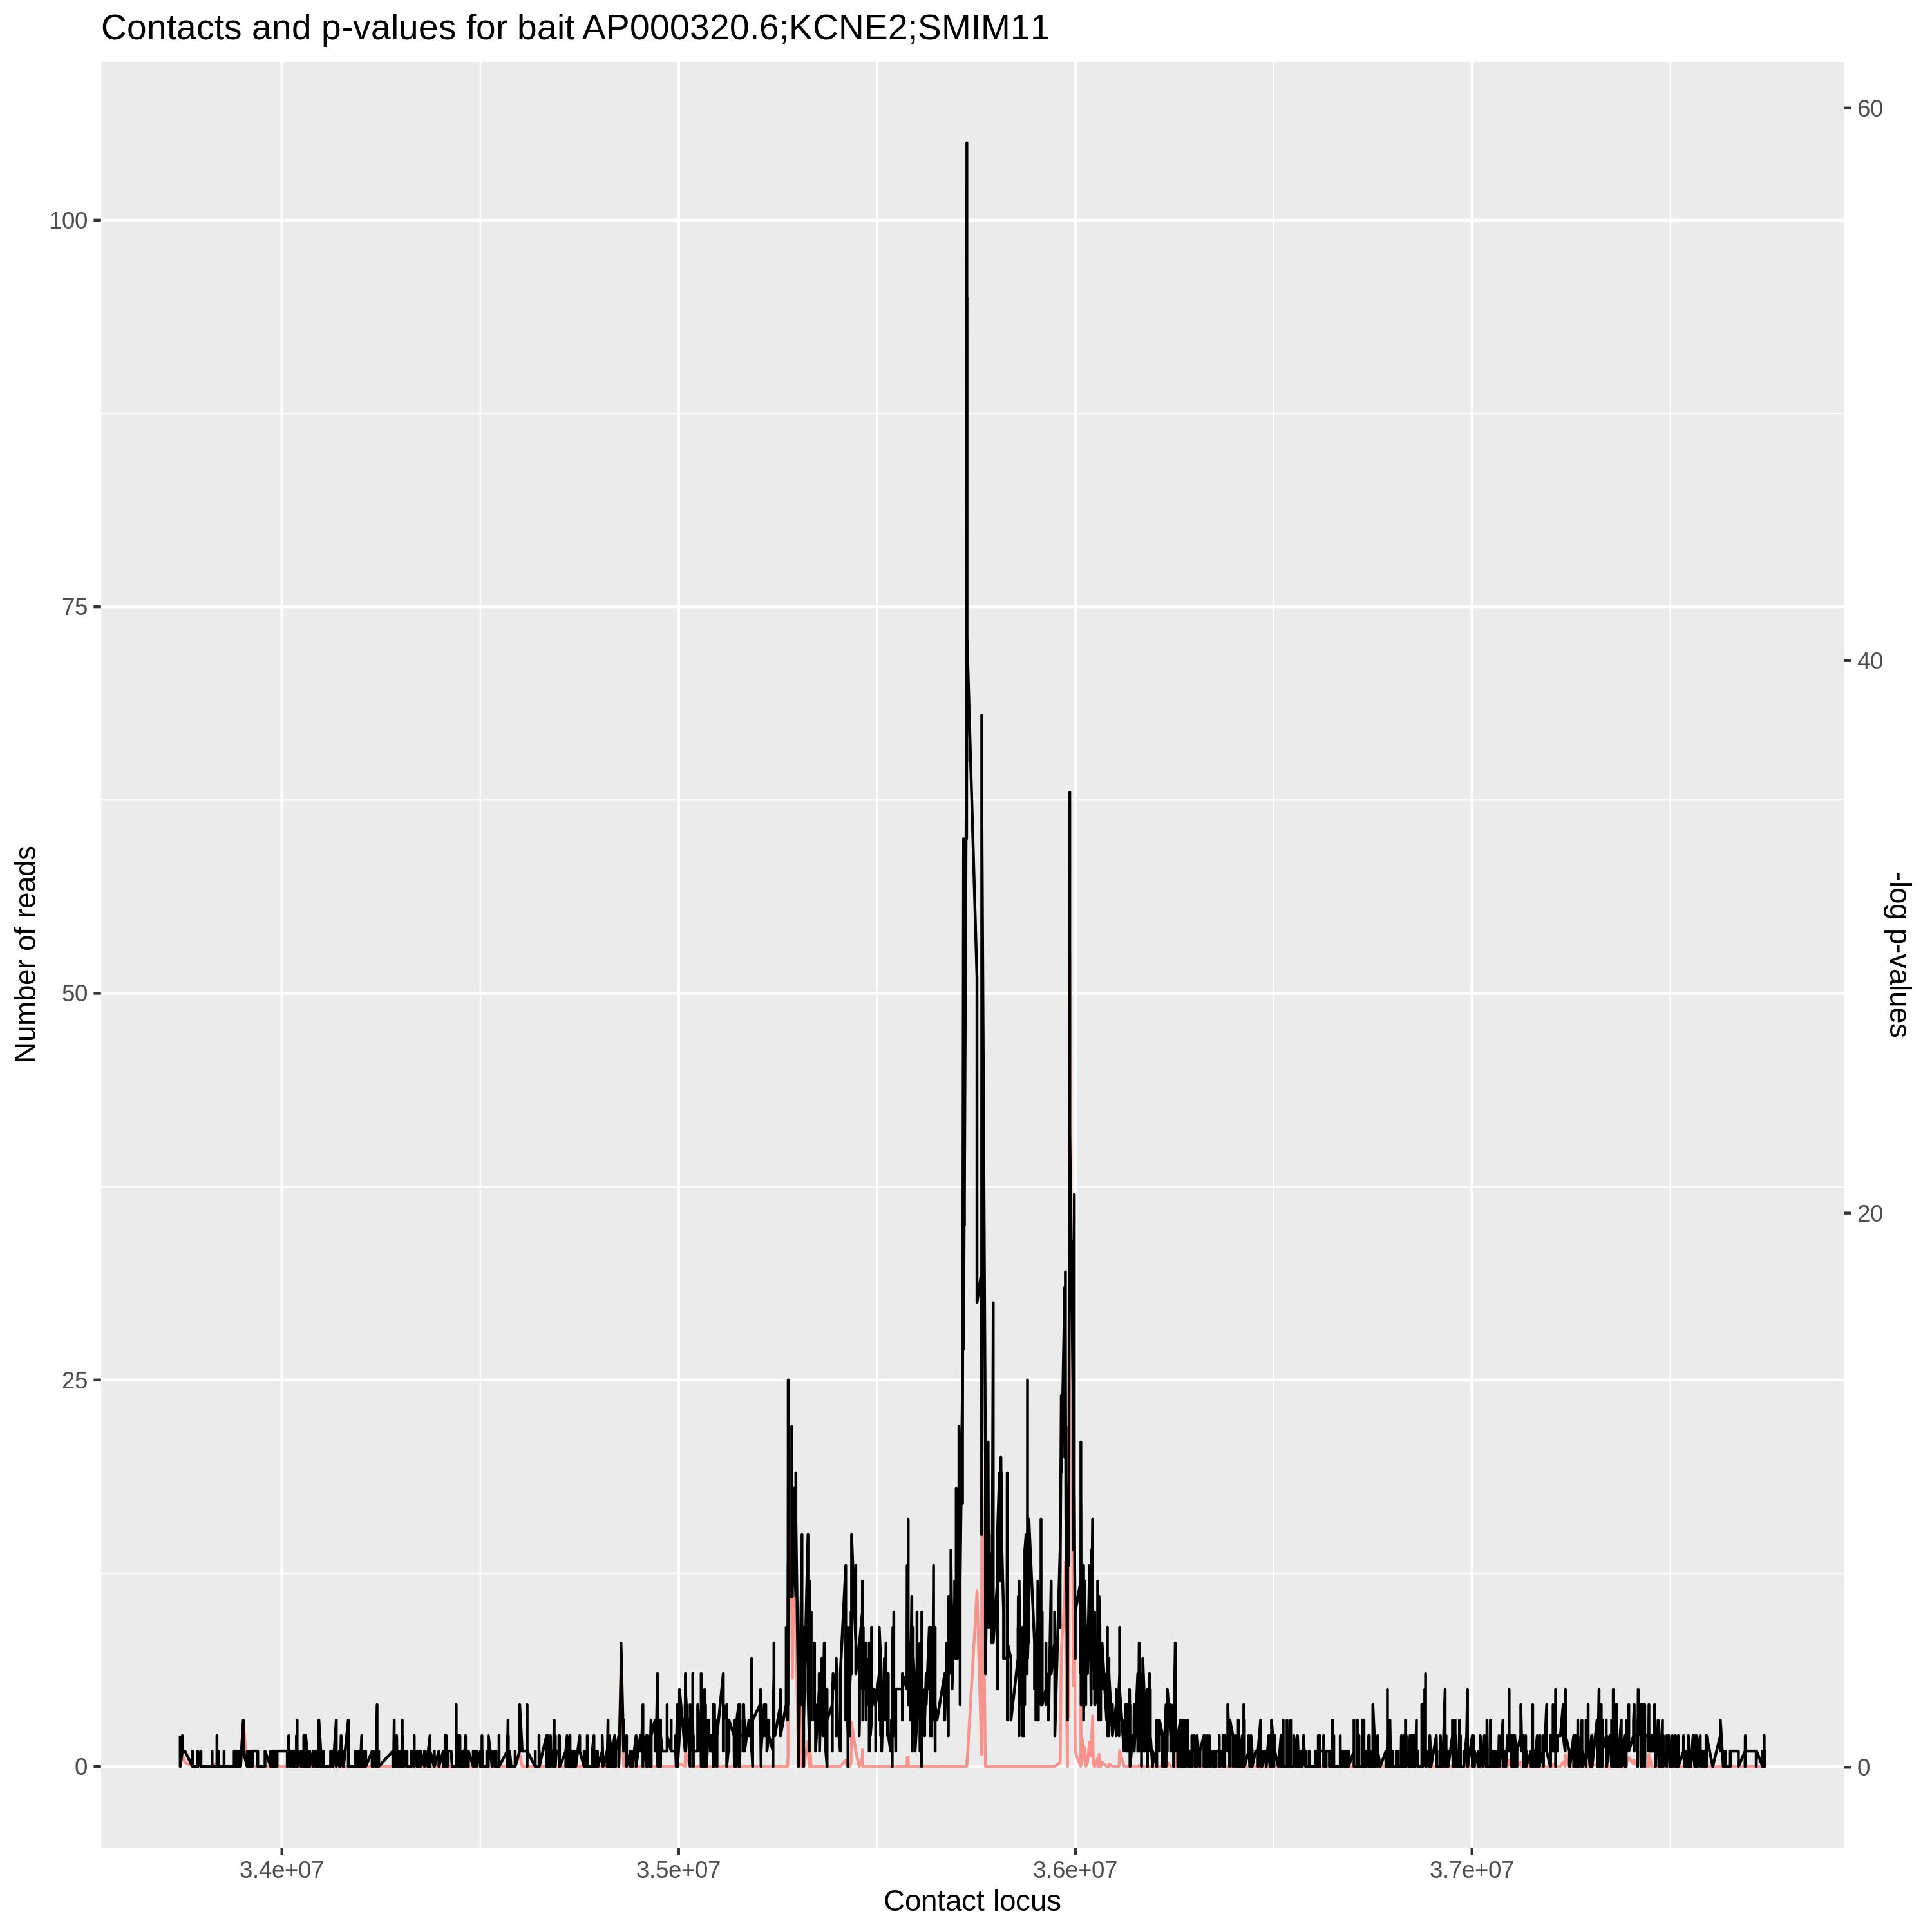 Contacts and p-values for bait AP000320.6;KCNE2;SMIM11
60
100
75
40
Number of reads
-log p-values
50
20
25
0
0
3.4e+07
3.5e+07
3.6e+07
3.7e+07
Contact locus